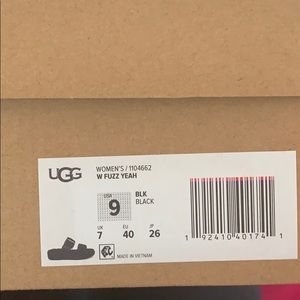 UGG
WOMEN'S / 1104662
W FUZZ YEAH
USA
9
BLK
BLACK
UK EU JP
7 40 26
MADE IN VIETNAM
1 92410 40174 1